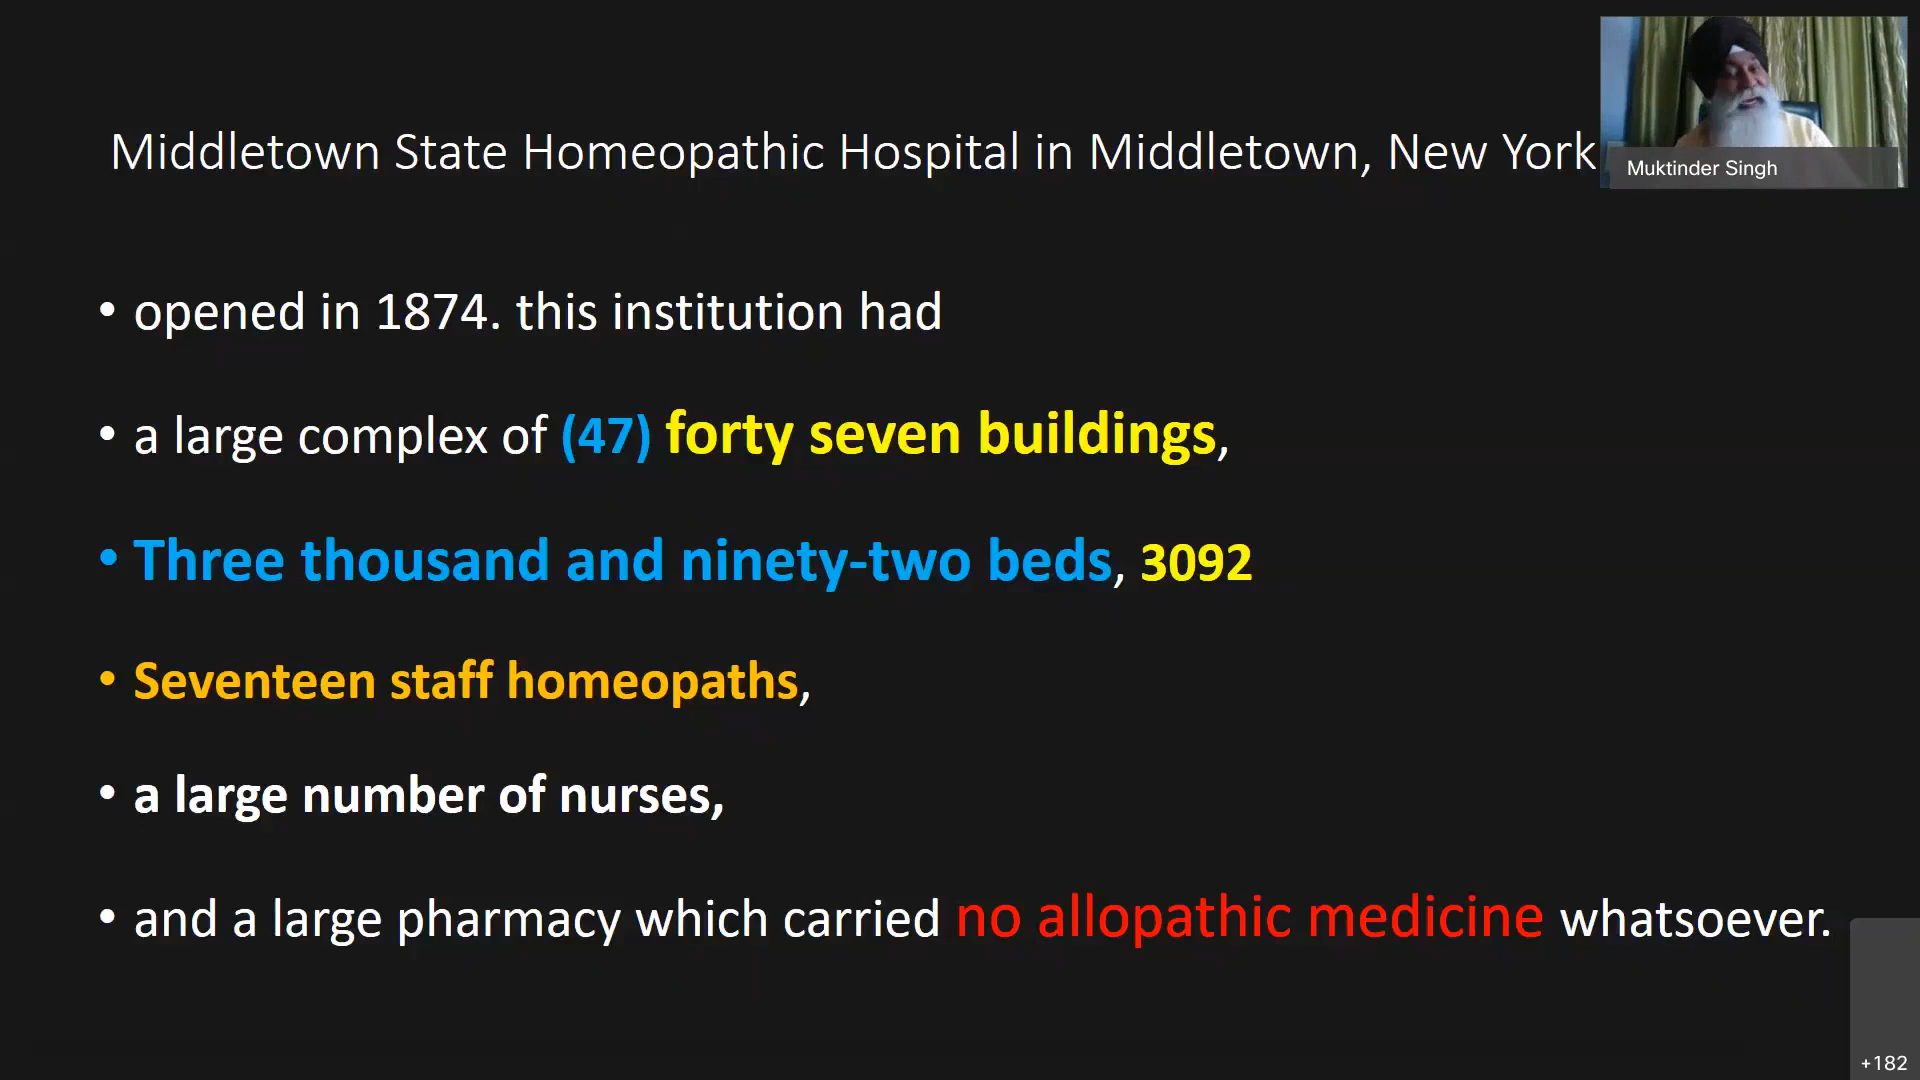 Middletown State Homeopathic Hospital in Middletown, New York
Muktinder Singh
• opened in 1874. this institution had
• a large complex of (47) forty seven buildings,
• Three thousand and ninety-two beds, 3092
• Seventeen staff homeopaths,
• a large number of nurses,
• and a large pharmacy which carried no allopathic medicine whatsoever.
+182